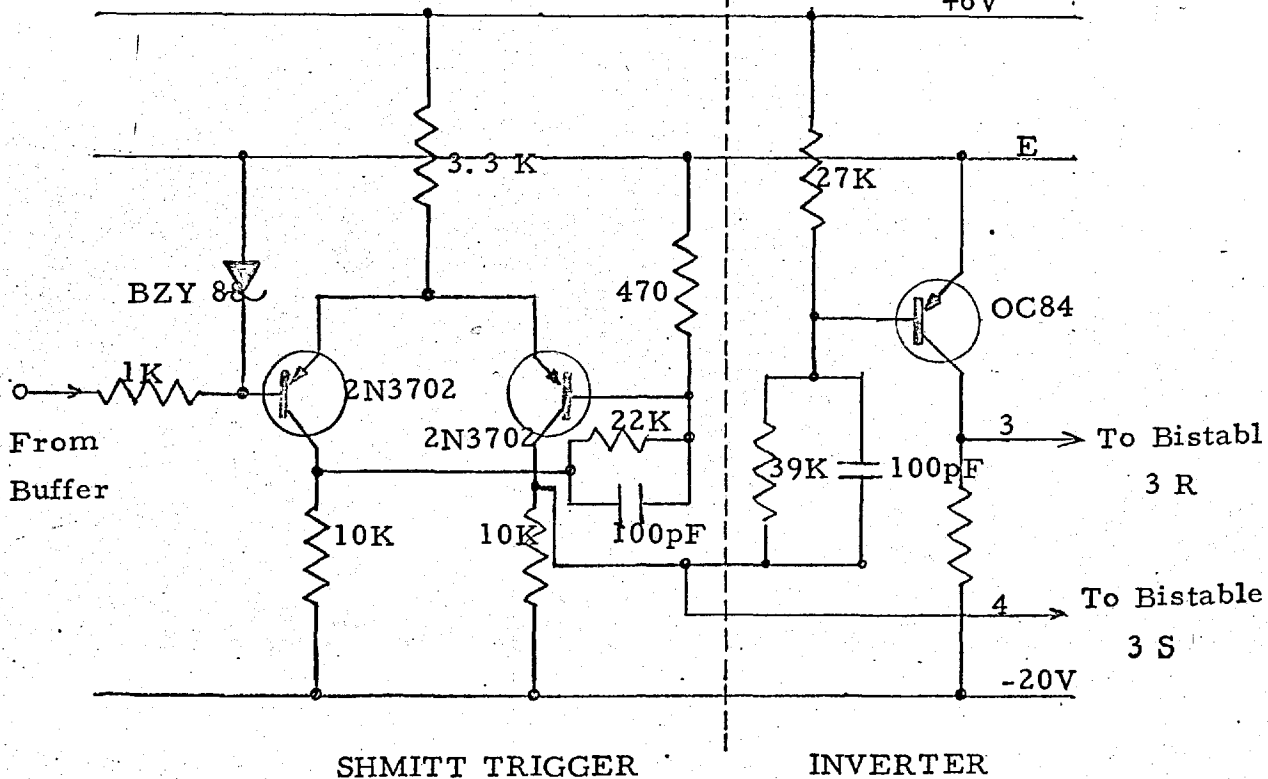 +6V
E
3.3 K
27K
470
BZY 88
OC84
1K
2N3702
2N3702
22K
3
To Bistabl
3 R
From
Buffer
39K
100pF
10K
10K
100pF
4
To Bistable
3 S
-20V
SHMITT TRIGGER
INVERTER